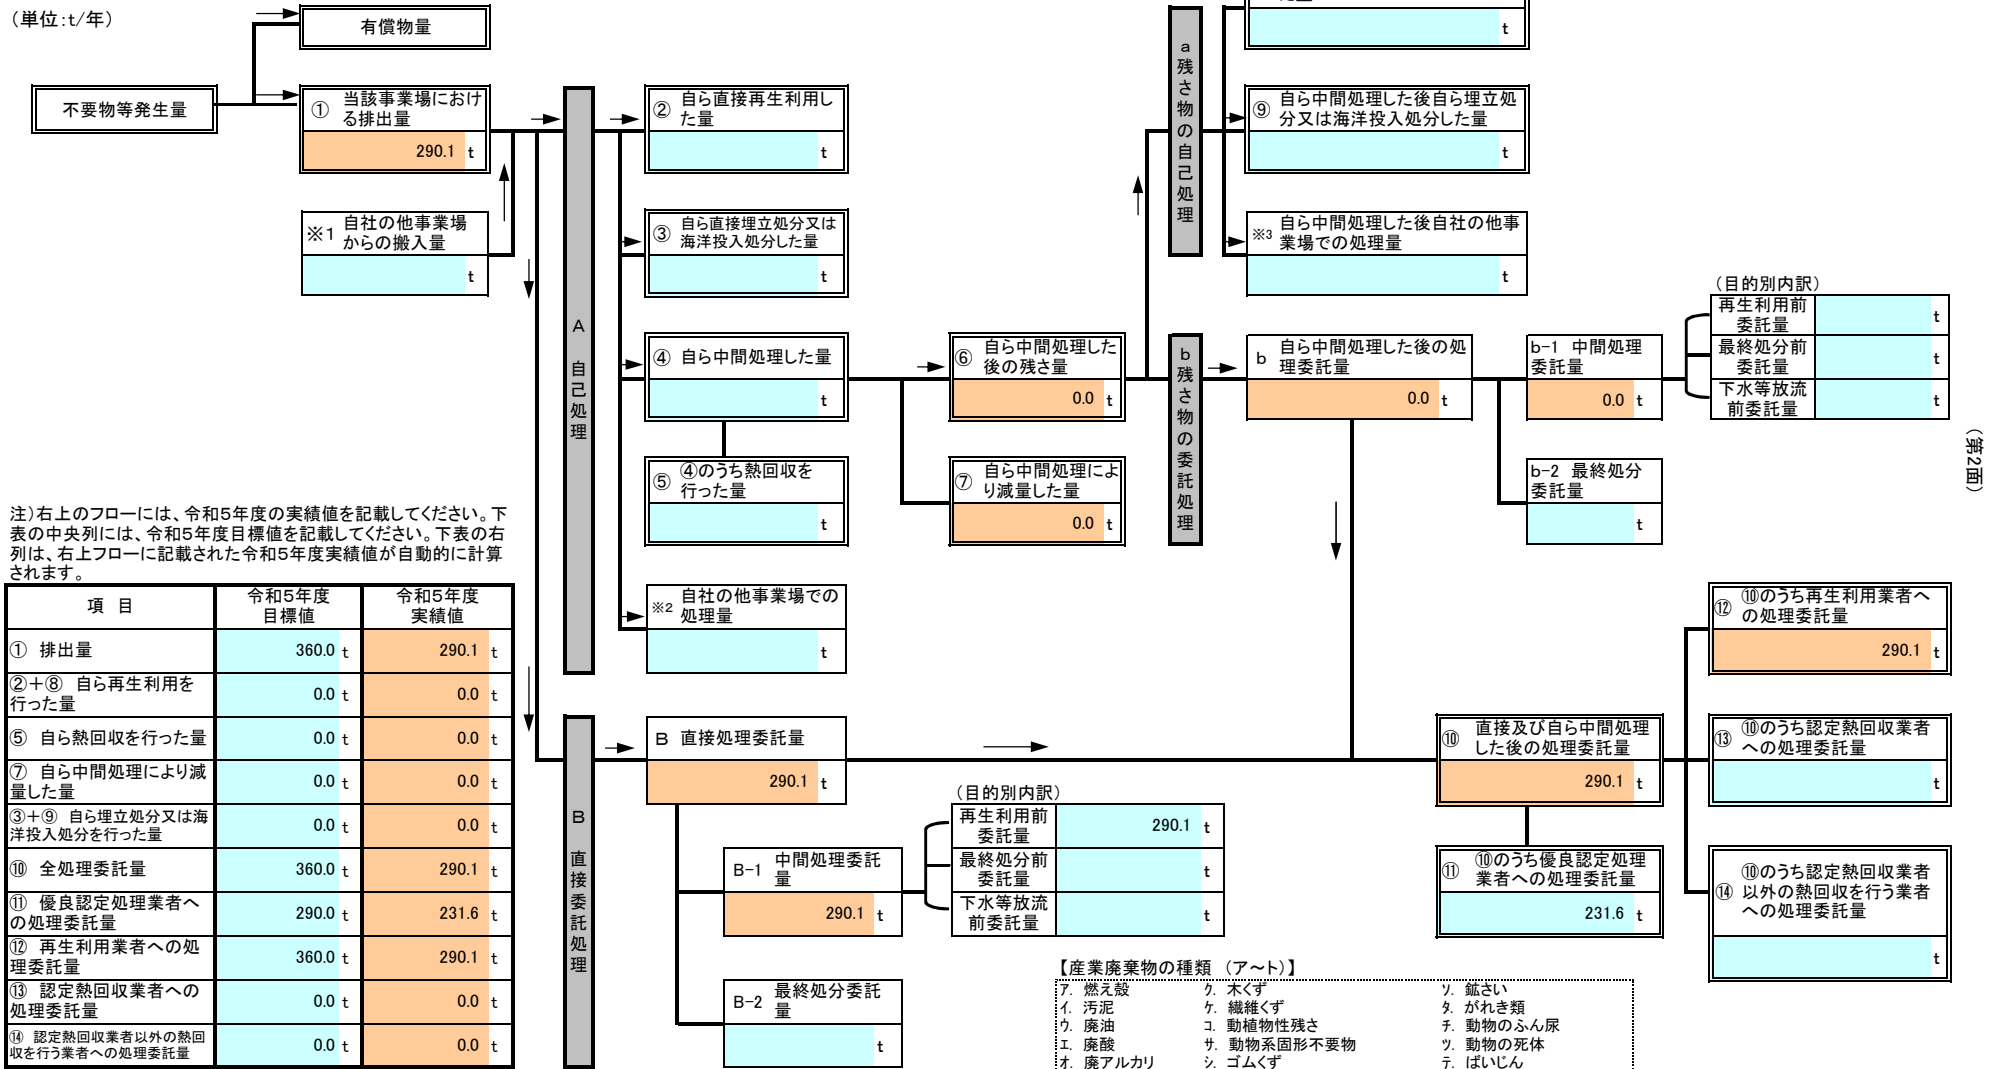 (単位:t/年)
有償物量
不要物等発生量
① 当該事業場におけ
る排出量
290.1 t
※1 自社の他事業場
からの搬入量
t
A 自己処理
② 自ら直接再生利用し
た量
t
③ 自ら直接埋立処分又は
海洋投入処分した量
t
④ 自ら中間処理した量
t
⑤ ④のうち熱回収を
行った量
t
※2 自社の他事業場での
処理量
t
⑥ 自ら中間処理した
後の残さ量
0.0 t
⑦ 自ら中間処理によ
り減量した量
0.0 t
a 残さ物の自己処理
t
⑨ 自ら中間処理した後自ら埋立処
分又は海洋投入処分した量
t
※3 自ら中間処理した後自社の他事
業場での処理量
t
b 残さ物の委託処理
b 自ら中間処理した後の処
理委託量
0.0 t
b-1 中間処理
委託量
0.0 t
b-2 最終処分
委託量
t
(目的別内訳)
再生利用前
委託量 t
最終処分前
委託量 t
下水等放流
前委託量 t
(第2面)
注)右上のフローには、令和5年度の実績値を記載してください。下
表の中央列には、令和5年度目標値を記載してください。下表の右
列は、右上フローに記載された令和5年度実績値が自動的に計算
されます。
項 目 令和5年度 令和5年度
目標値 実績値
① 排出量 360.0 t 290.1 t
②+⑧ 自ら再生利用を
行った量 0.0 t 0.0 t
⑤ 自ら熱回収を行った量 0.0 t 0.0 t
⑦ 自ら中間処理により減
量した量 0.0 t 0.0 t
③+⑨ 自ら埋立処分又は海
洋投入処分を行った量 0.0 t 0.0 t
⑩ 全処理委託量 360.0 t 290.1 t
⑪ 優良認定処理業者へ
の処理委託量 290.0 t 231.6 t
⑫ 再生利用業者への処
理委託量 360.0 t 290.1 t
⑬ 認定熱回収業者への
処理委託量 0.0 t 0.0 t
⑭ 認定熱回収業者以外の熱回
収を行う業者への処理委託量 0.0 t 0.0 t
B 直接委託処理
B 直接処理委託量
290.1 t
B-1 中間処理委託
量
290.1 t
B-2 最終処分委託
量
t
(目的別内訳)
再生利用前
委託量 290.1 t
最終処分前
委託量 t
下水等放流
前委託量 t
⑩ 直接及び自ら中間処理
した後の処理委託量
290.1 t
⑪ ⑩のうち優良認定処理
業者への処理委託量
231.6 t
⑫ ⑩のうち再生利用業者へ
の処理委託量
290.1 t
⑬ ⑩のうち認定熱回収業者
への処理委託量
t
⑭ ⑩のうち認定熱回収業者
以外の熱回収を行う業者
への処理委託量
t
【産業廃棄物の種類 (ア~ト)】
ア. 燃え殻 ク. 木くず ソ. 鉱さい
イ. 汚泥 ケ. 繊維くず タ. がれき類
ウ. 廃油 コ. 動植物性残さ チ. 動物のふん尿
エ. 廃酸 サ. 動物系固形不要物 ツ. 動物の死体
オ. 廃アルカリ シ. ゴムくず テ. ばいじん